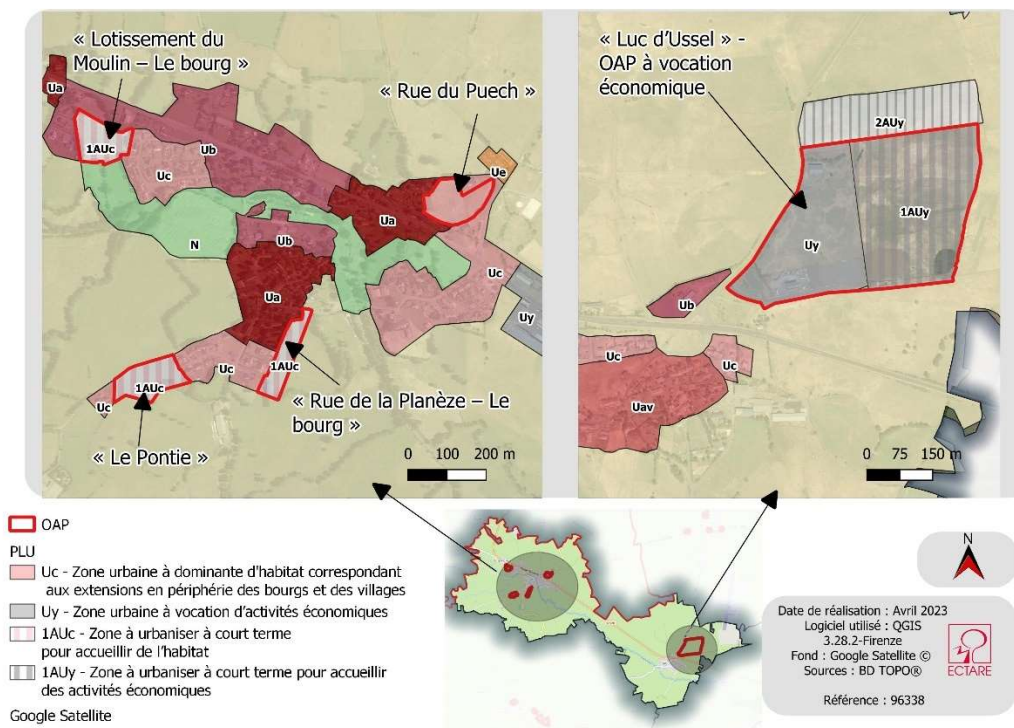 « Lotissement du
Moulin – Le bourg »
« Rue du Puech »
Ua
1AUc
Ub
Uc
Ue
Ua
N
Ub
Uc
Ua
Uy
1AUc
Uc
1AUc
Uc
« Rue de la Planèze – Le
bourg »
« Le Pontie »
0 100 200 m
« Luc d'Ussel » -
OAP à vocation
économique
2AUy
1AUy
Uy
Ub
Uc
Uc
Uav
0 75 150 m
OAP
PLU
Uc - Zone urbaine à dominante d'habitat correspondant
aux extensions en périphérie des bourgs et des villages
Uy - Zone urbaine à vocation d'activités économiques
1AUc - Zone à urbaniser à court terme
pour accueillir de l'habitat
1AUy - Zone à urbaniser à court terme pour accueillir
des activités économiques
Google Satellite
N
Date de réalisation : Avril 2023
Logiciel utilisé : QGIS
3.28.2-Firenze
Fond : Google Satellite ©
Sources : BD TOPO®
Référence : 96338
ECTARE